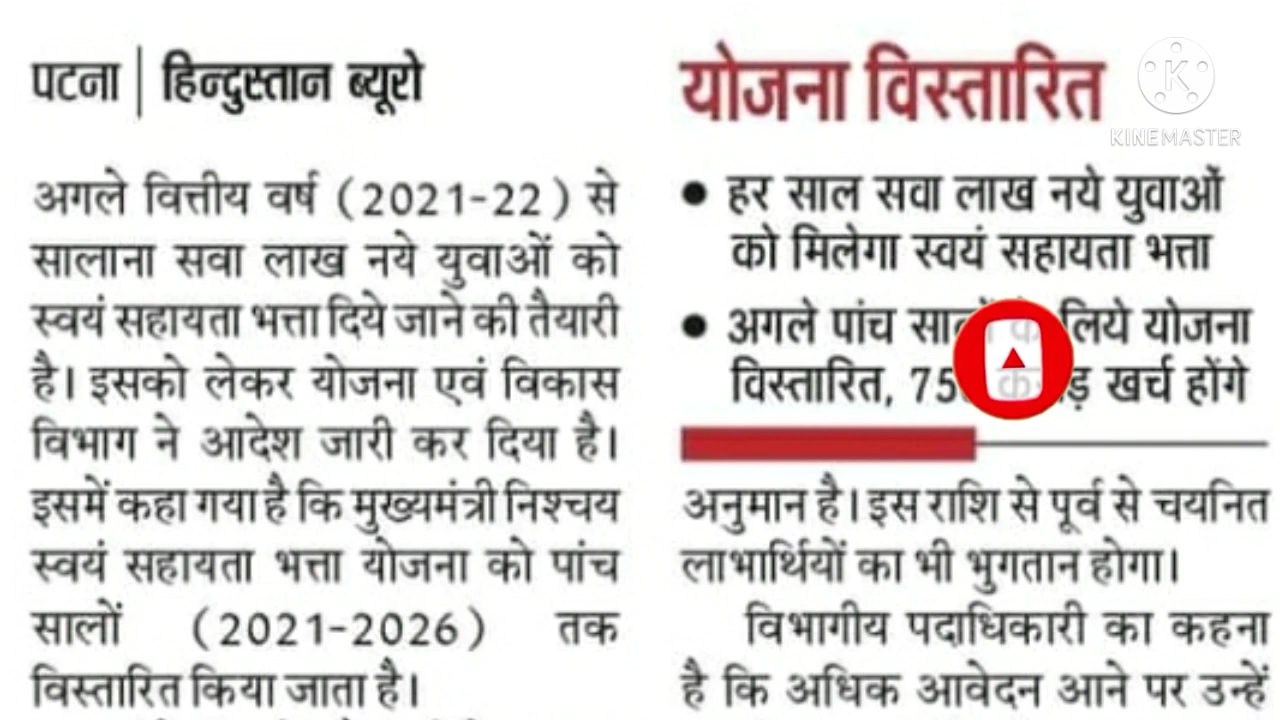 पटना | हिन्दुस्तान ब्यूरो
अगले वित्तीय वर्ष (2021-22) से
सालाना सवा लाख नये युवाओं को
स्वयं सहायता भत्ता दिये जाने की तैयारी
है। इसको लेकर योजना एवं विकास
विभाग ने आदेश जारी कर दिया है।
इसमें कहा गया है कि मुख्यमंत्री निश्चय
स्वयं सहायता भत्ता योजना को पांच
सालों (2021-2026) तक
विस्तारित किया जाता है।
योजना विस्तारित
• हर साल सवा लाख नये युवाओं
को मिलेगा स्वयं सहायता भत्ता
• अगले पांच लिये योजना
विस्तारित, खर्च होंगे
अनुमान है। इस राशि से पूर्व से चयनित
लाभार्थियों का भी भुगतान होगा।
विभागीय पदाधिकारी का कहना
है कि अधिक आवेदन आने पर उन्हें
K
KINEMASTER